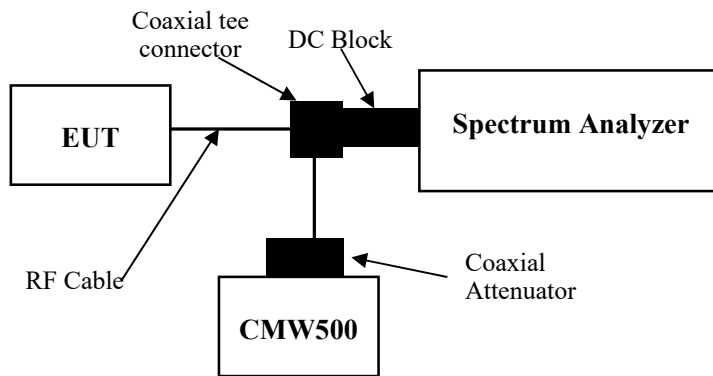 Coaxial tee
connector
DC Block
EUT
Spectrum Analyzer
RF Cable
Coaxial
Attenuator
CMW500